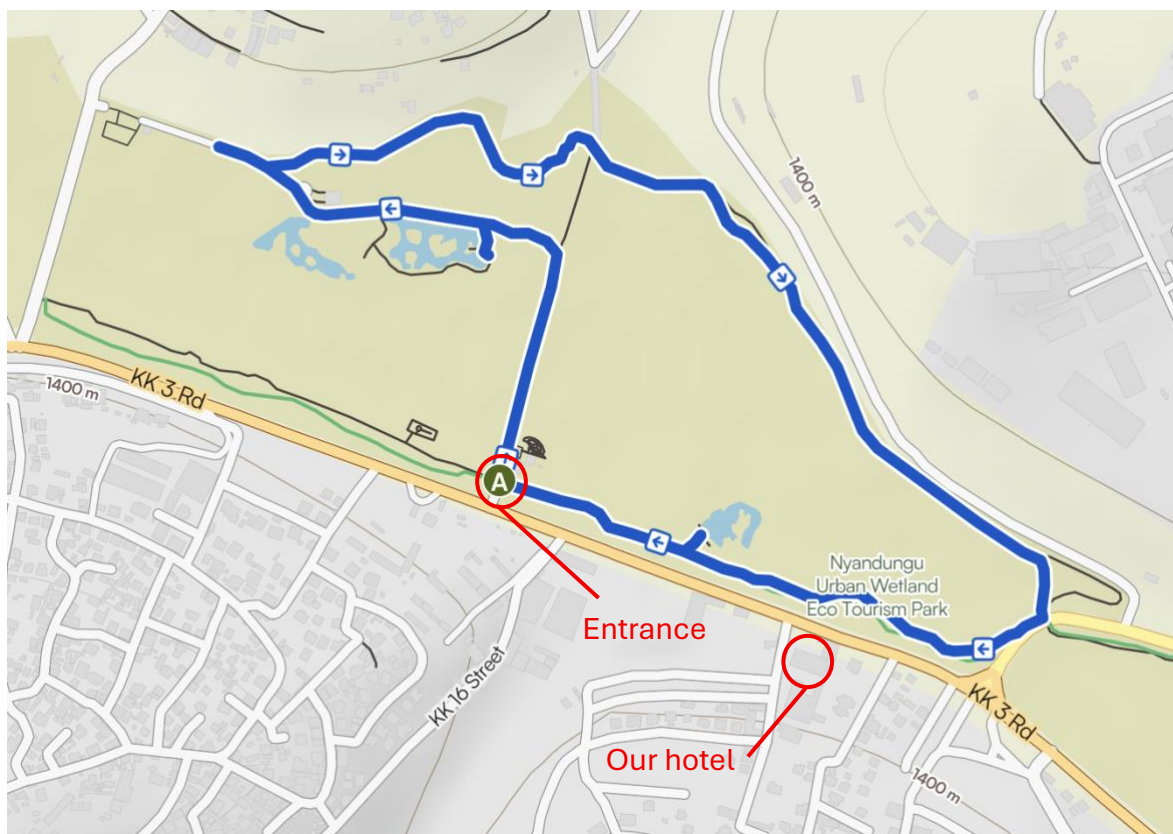 1400 m
KK 3 Rd
1400 m
A
Nyandungu
Urban Wetland
Eco Tourism Park
Entrance
KK 16 Street
KK 3 Rd
Our hotel
1400 m